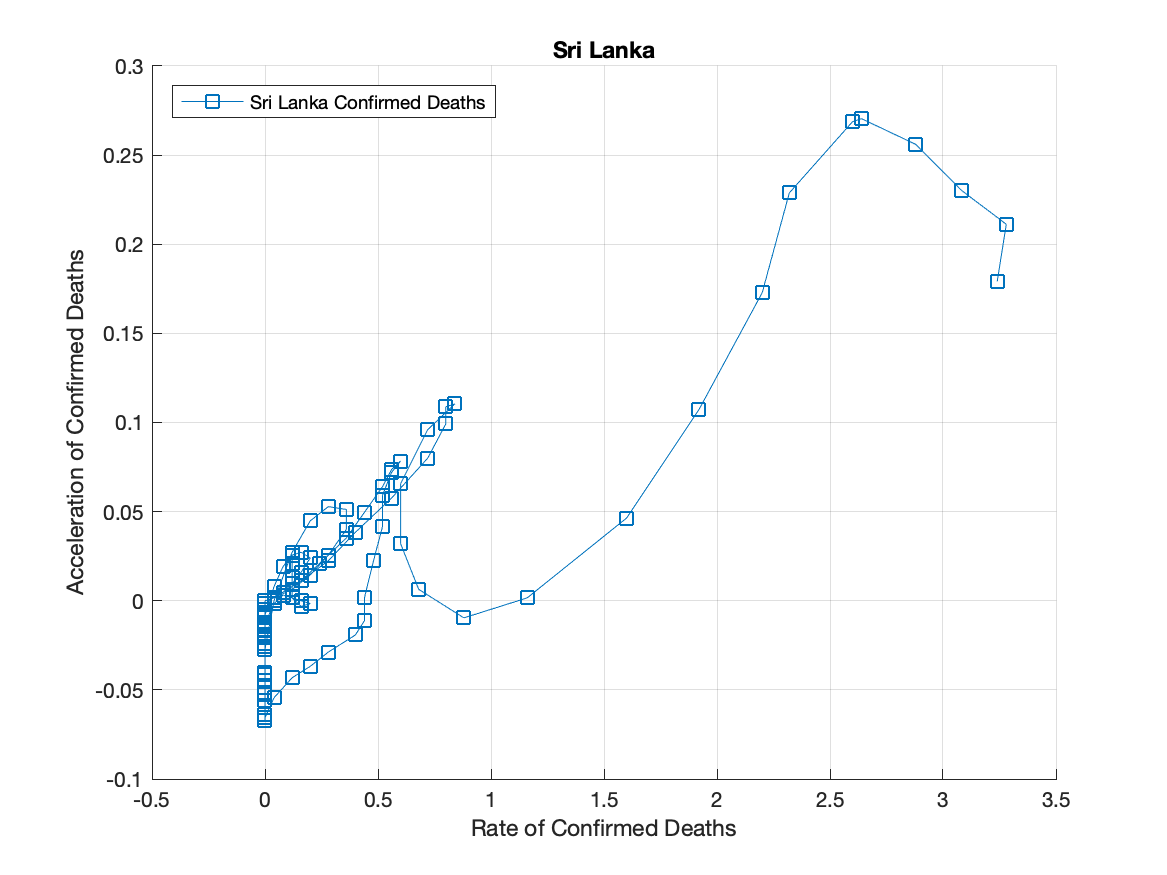 Sri Lanka
Sri Lanka Confirmed Deaths
Acceleration of Confirmed Deaths
0.3
0.25
0.2
0.15
0.1
0.05
0
-0.05
-0.1
-0.5 0 0.5 1 1.5 2 2.5 3 3.5
Rate of Confirmed Deaths